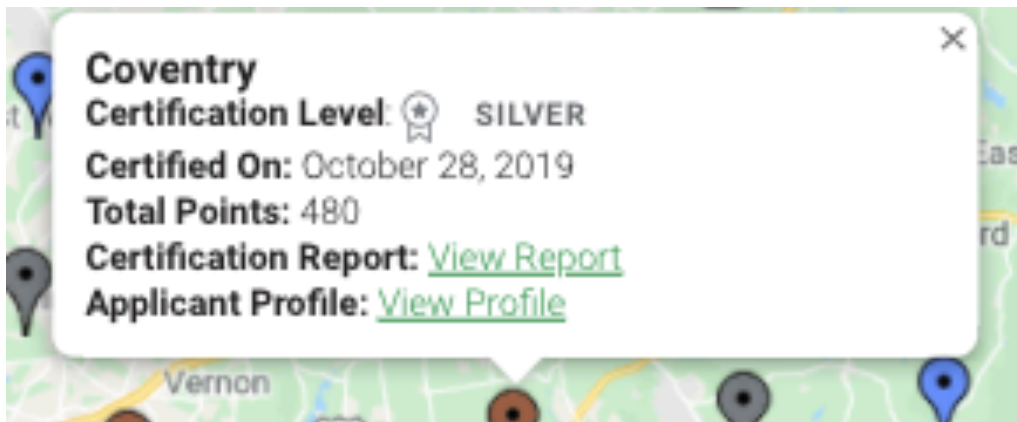 Coventry
Certification Level: SILVER
Certified On: October 28, 2019
Total Points: 480
Certification Report: View Report
Applicant Profile: View Profile
Vernon